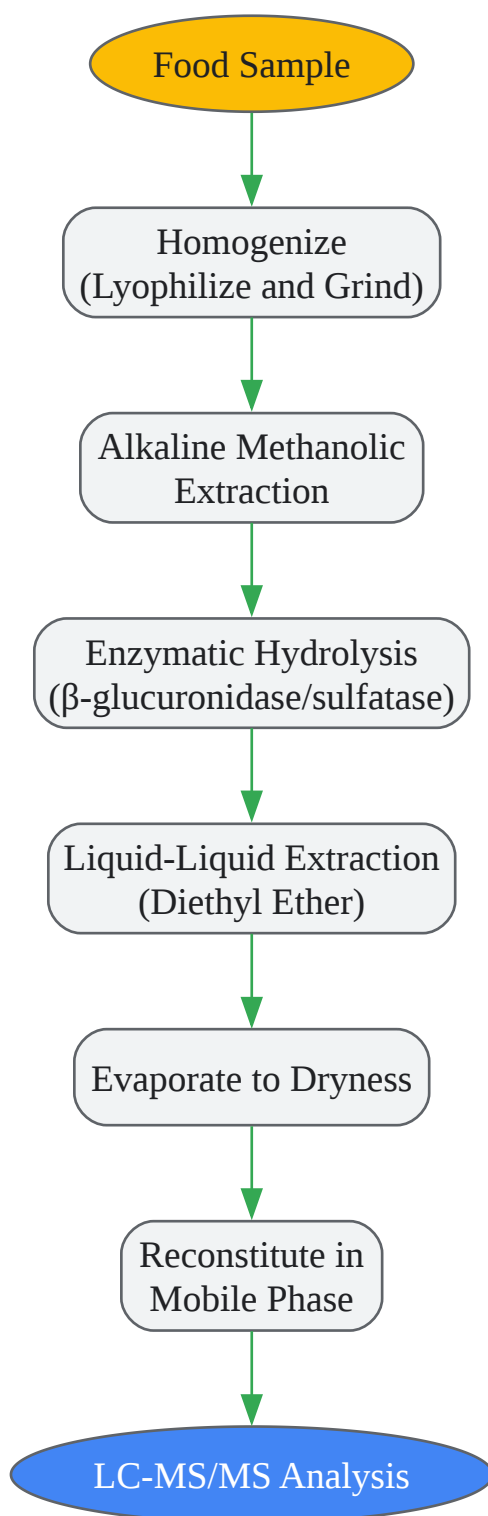 Food Sample
Homogenize
(Lyophilize and Grind)
Alkaline Methanolic
Extraction
Enzymatic Hydrolysis
(β-glucuronidase/sulfatase)
Liquid-Liquid Extraction
(Diethyl Ether)
Evaporate to Dryness
Reconstitute in
Mobile Phase
LC-MS/MS Analysis